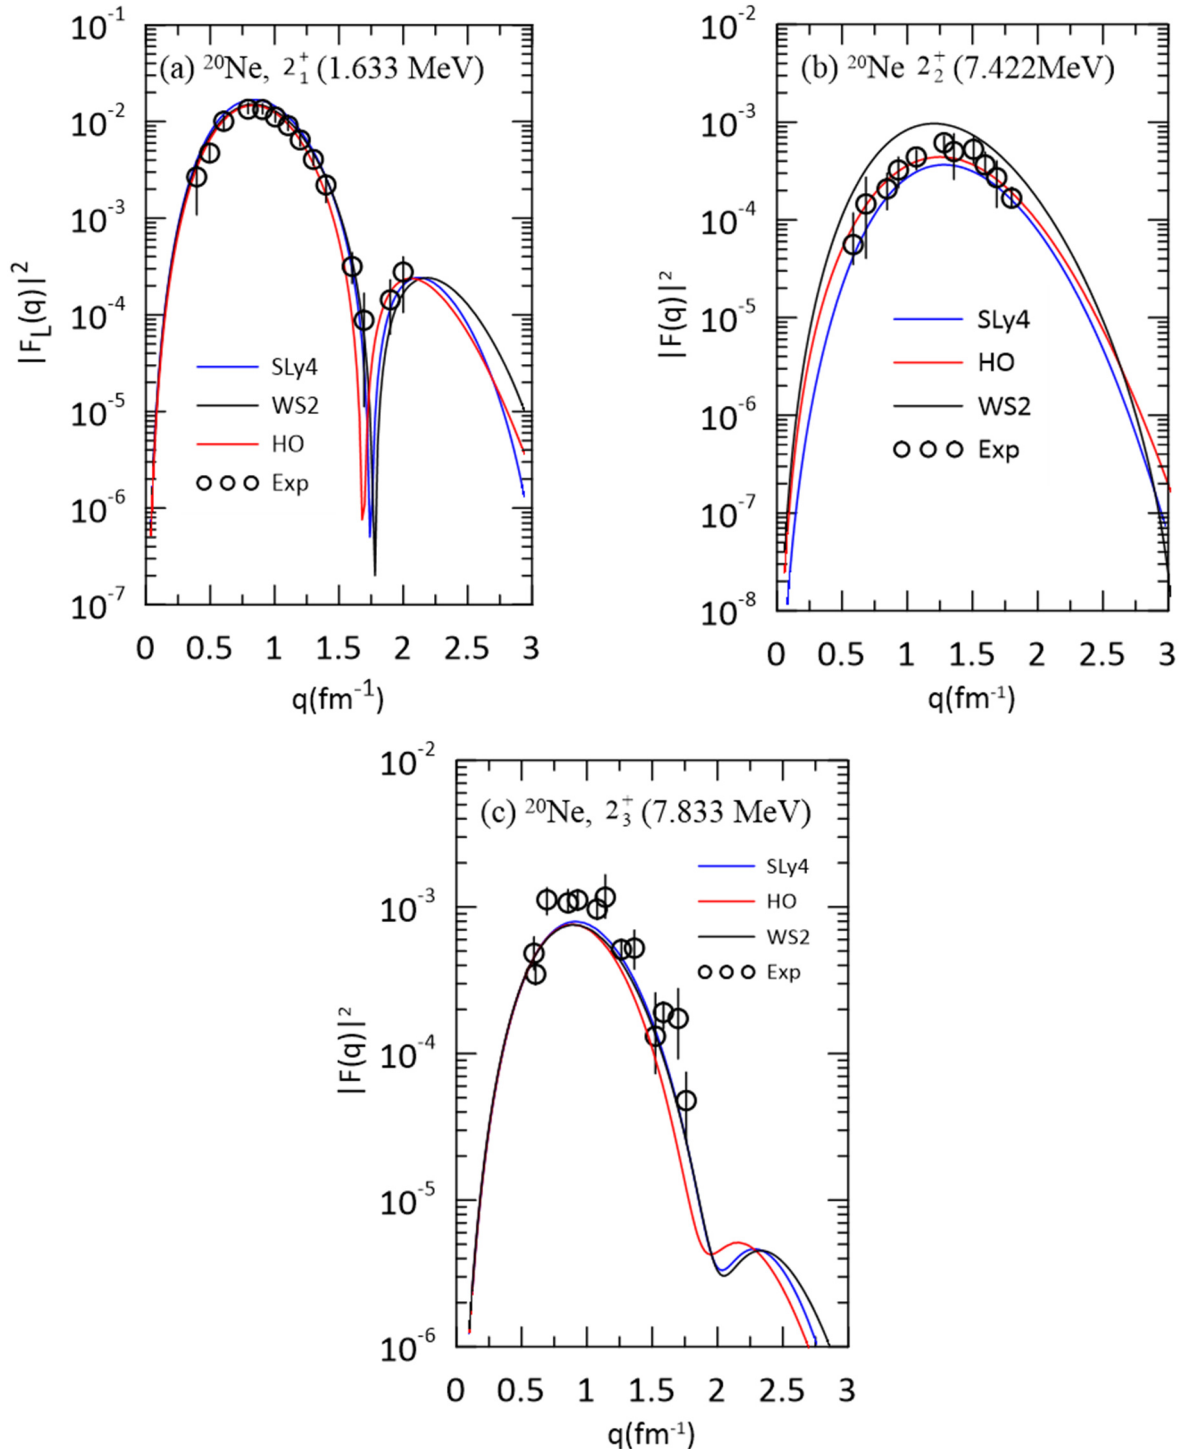 (a) ²⁰Ne, 2₁⁺ (1.633 MeV)
|F_L(q)|²
10⁻¹
10⁻²
10⁻³
10⁻⁴
10⁻⁵
10⁻⁶
10⁻⁷
SLy4
WS2
HO
Exp
0 0.5 1 1.5 2 2.5 3
q(fm⁻¹)
(b) ²⁰Ne 2₂⁺ (7.422MeV)
|F(q)|²
10⁻²
10⁻³
10⁻⁴
10⁻⁵
10⁻⁶
10⁻⁷
10⁻⁸
SLy4
HO
WS2
Exp
0 0.5 1 1.5 2 2.5 3
q(fm⁻¹)
(c) ²⁰Ne, 2₃⁺ (7.833 MeV)
|F(q)|²
10⁻²
10⁻³
10⁻⁴
10⁻⁵
10⁻⁶
SLy4
HO
WS2
Exp
0 0.5 1 1.5 2 2.5 3
q(fm⁻¹)